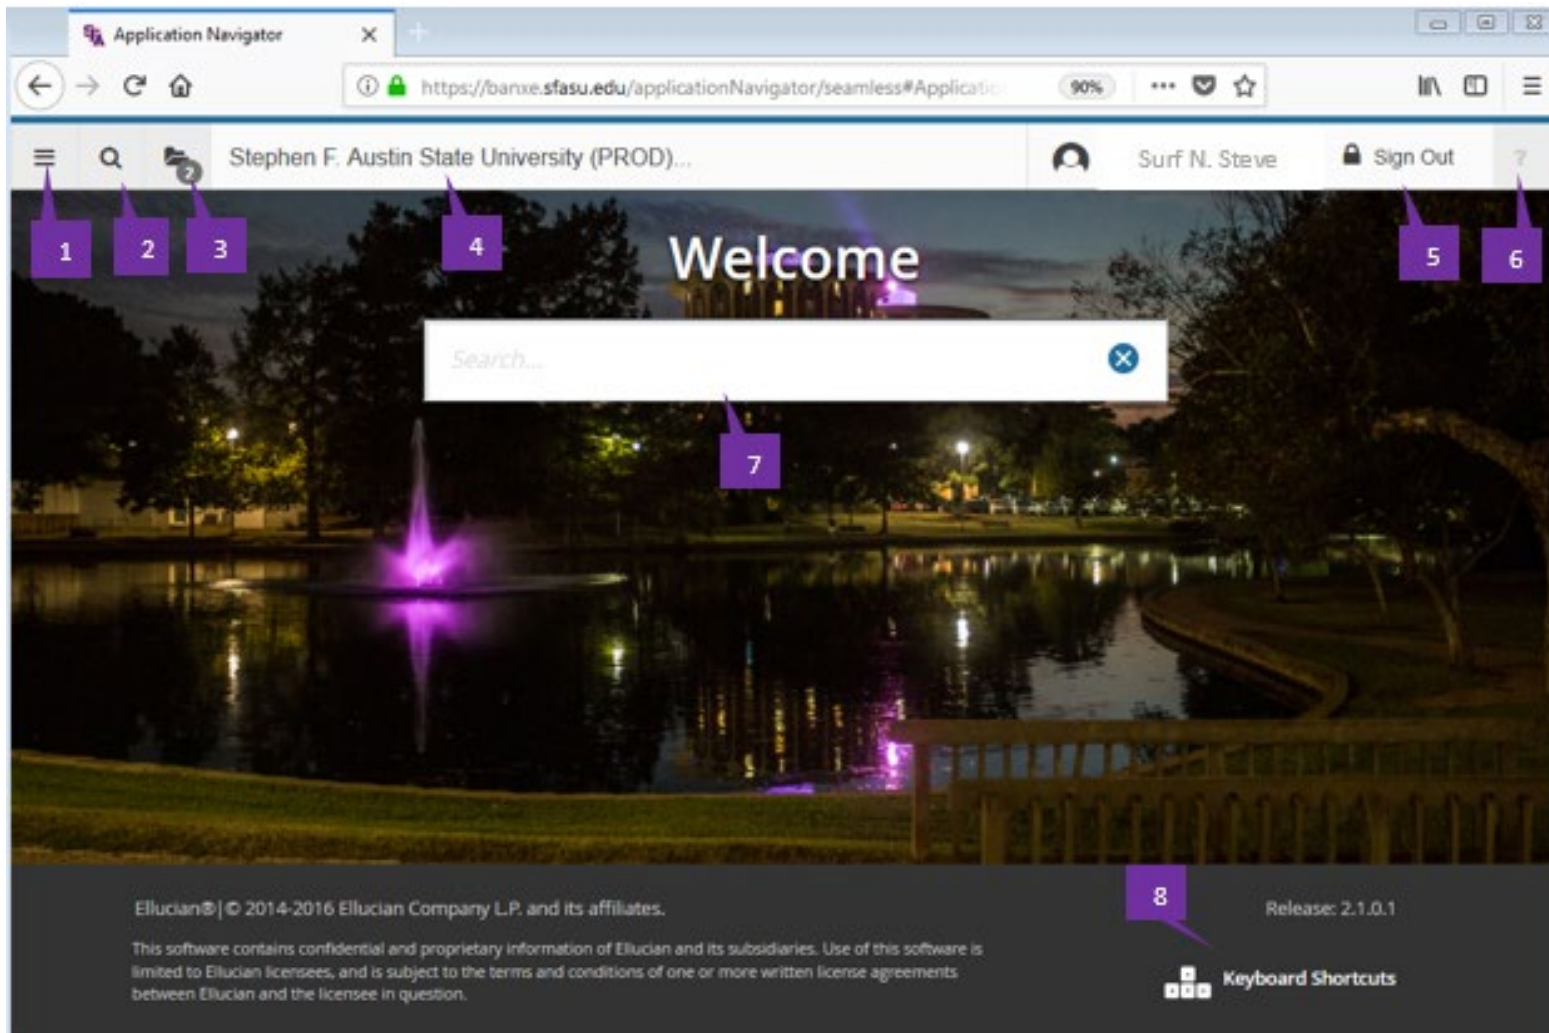 SFA Application Navigator
https://banxe.sfasu.edu/applicationNavigator/seamless#Applicatio
90%
2
Stephen F. Austin State University (PROD)...
Surf N. Steve
Sign Out
?
1
2
3
4
5
6
Welcome
Search...
7
8
Ellucian®|© 2014-2016 Ellucian Company L.P. and its affiliates.
Release: 2.1.0.1
This software contains confidential and proprietary information of Ellucian and its subsidiaries. Use of this software is
limited to Ellucian licensees, and is subject to the terms and conditions of one or more written license agreements
between Ellucian and the licensee in question.
Keyboard Shortcuts